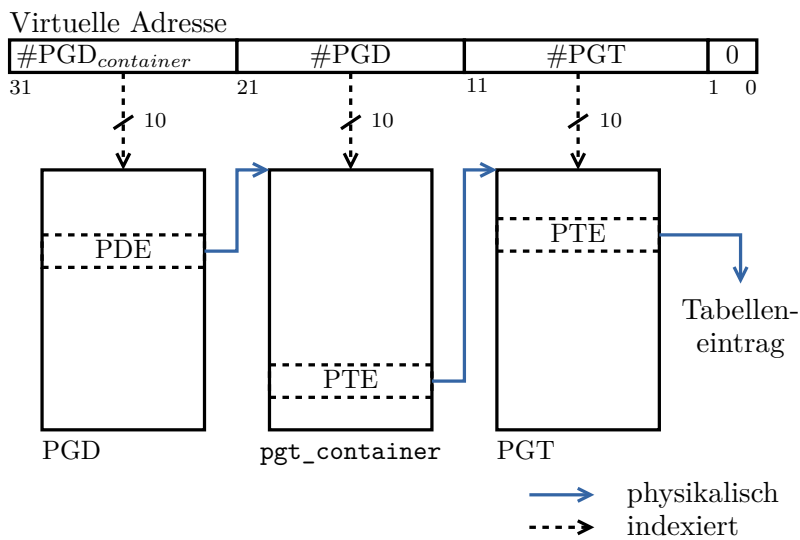 Virtuelle Adresse
#PGD_container #PGD #PGT 0
31 21 11 1 0
10 10 10
PDE PTE PTE
Tabellen-
eintrag
PGD pgt_container PGT
physikalisch
indexiert